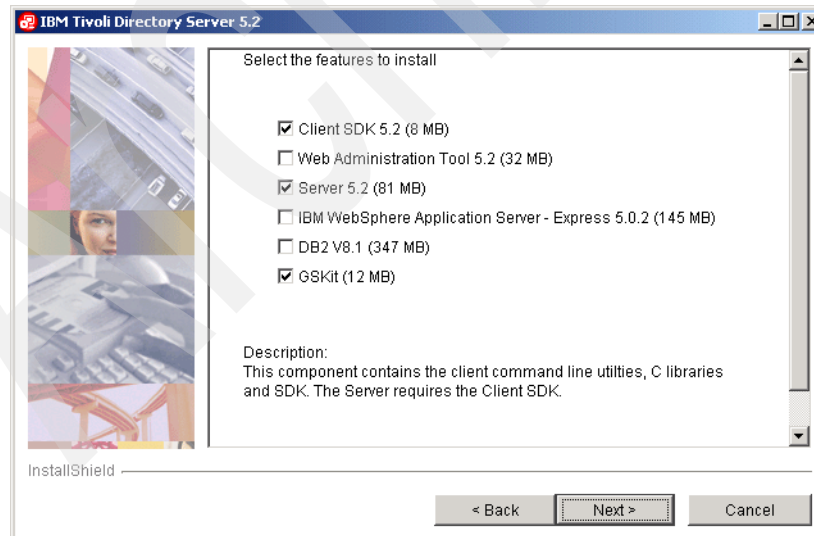 IBM Tivoli Directory Server 5.2
Select the features to install
Client SDK 5.2 (8 MB)
Web Administration Tool 5.2 (32 MB)
Server 5.2 (81 MB)
IBM WebSphere Application Server - Express 5.0.2 (145 MB)
DB2 V8.1 (347 MB)
GSKit (12 MB)
Description:
This component contains the client command line utilties, C libraries
and SDK. The Server requires the Client SDK.
InstallShield
< Back
Next >
Cancel